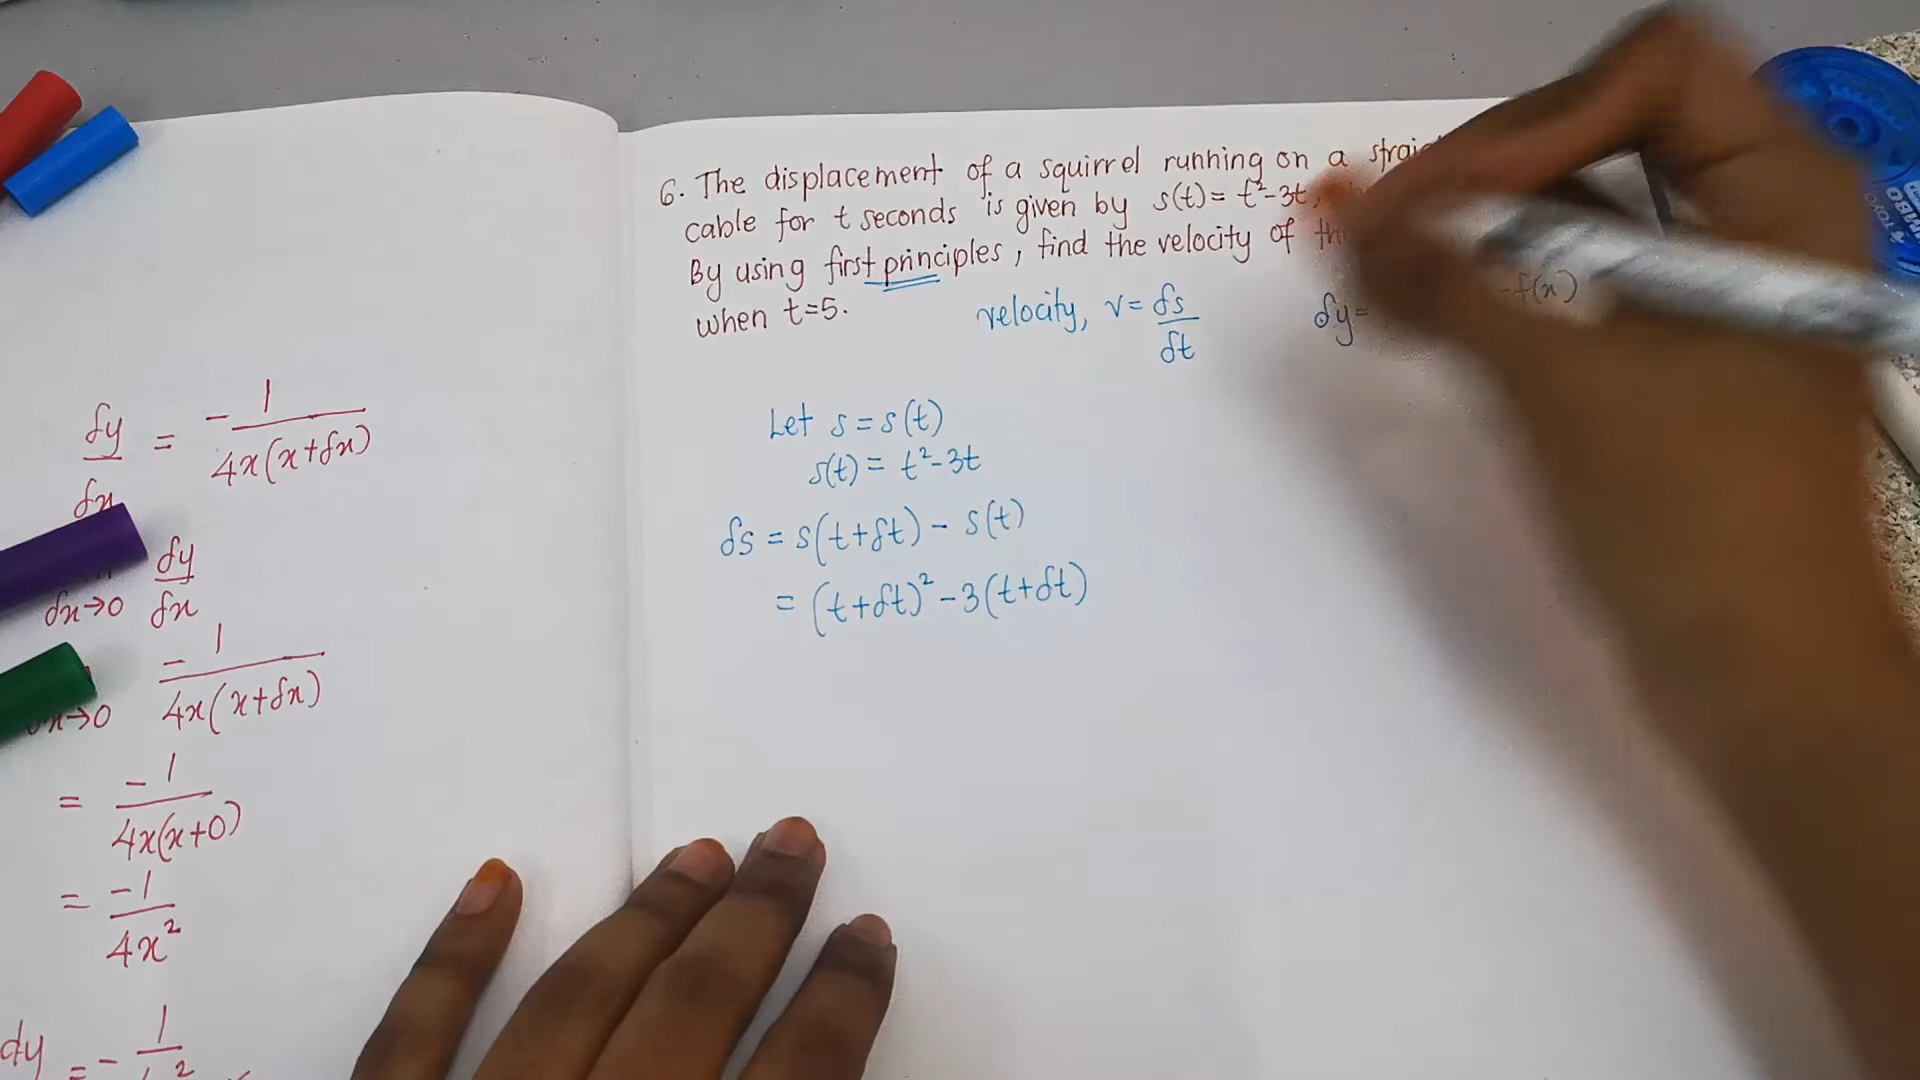 δy/δx = -1/4x(x+δx)
δy/δx
δx→0
-1/4x(x+δx)
x→0
= -1/4x(x+0)
= -1/4x²
dy = - 1
6. The displacement of a squirrel running on a
cable for t seconds is given by s(t) = t²-3t,
By using first principles, find the velocity of
when t=5.
velocity, v = δs/δt
δy=
-f(x)
Let s = s(t)
s(t) = t²-3t
δs = s(t+δt) - s(t)
= (t+δt)² - 3(t+δt)